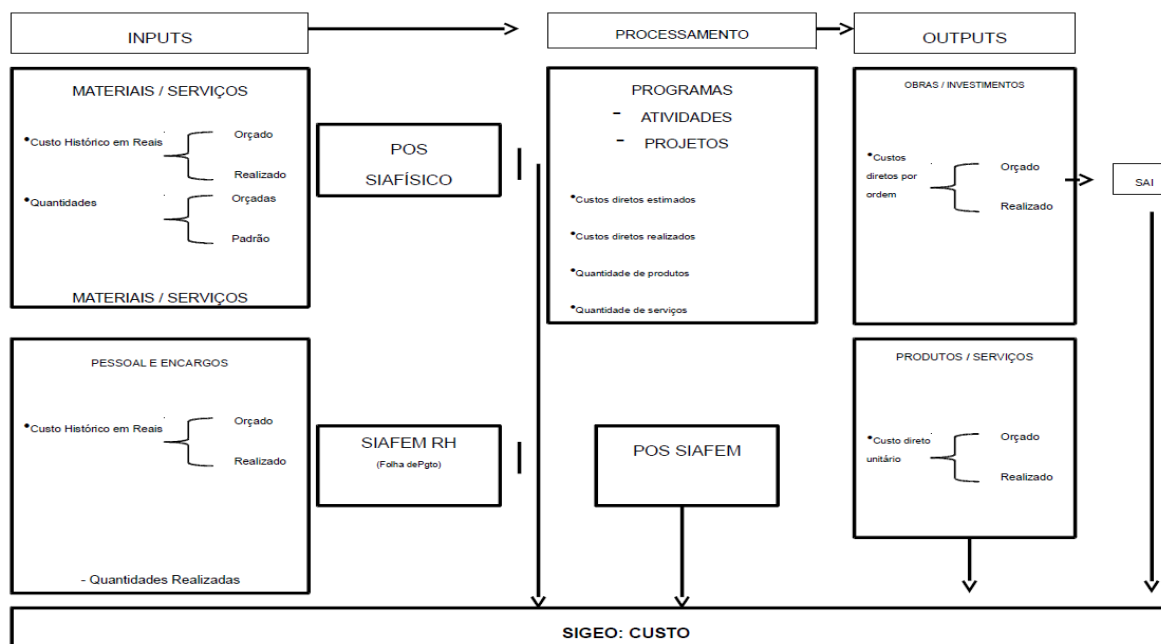 INPUTS
PROCESSAMENTO
OUTPUTS
MATERIAIS / SERVIÇOS
•Custo Histórico em Reais
Orçado
Realizado
•Quantidades
Orçadas
Padrão
MATERIAIS / SERVIÇOS
POS
SIAFÍSICO
PROGRAMAS
- ATIVIDADES
- PROJETOS
•Custos diretos estimados
•Custos diretos realizados
•Quantidade de produtos
•Quantidade de serviços
OBRAS / INVESTIMENTOS
•Custos
diretos por
ordem
Orçado
Realizado
SAI
PESSOAL E ENCARGOS
•Custo Histórico em Reais
Orçado
Realizado
- Quantidades Realizadas
SIAFEM RH
(Folha dePgto)
POS SIAFEM
PRODUTOS / SERVIÇOS
•Custo direto
unitário
Orçado
Realizado
SIGEO: CUSTO